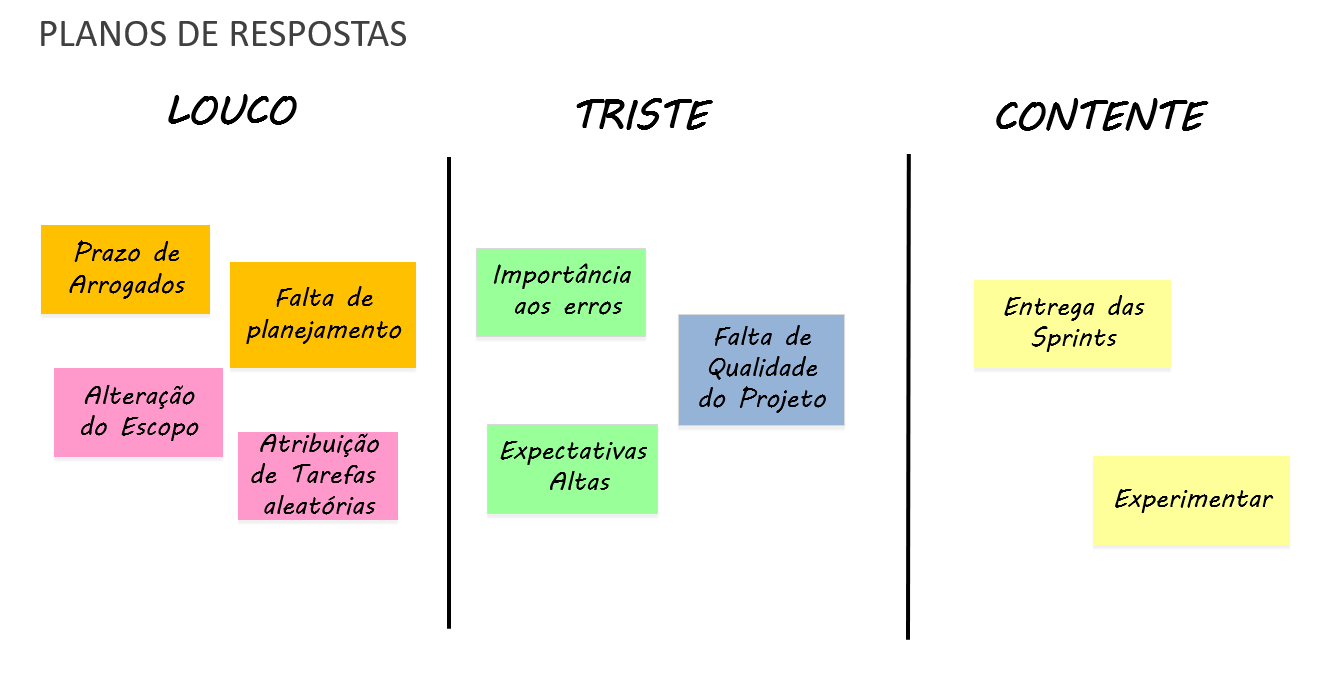 PLANOS DE RESPOSTAS
LOUCO
TRISTE
CONTENTE
Prazo de
Arrogados
Falta de
planejamento
Alteração
do Escopo
Atribuição
de Tarefas
aleatórias
Importância
aos erros
Falta de
Qualidade
do Projeto
Expectativas
Altas
Entrega das
Sprints
Experimentar